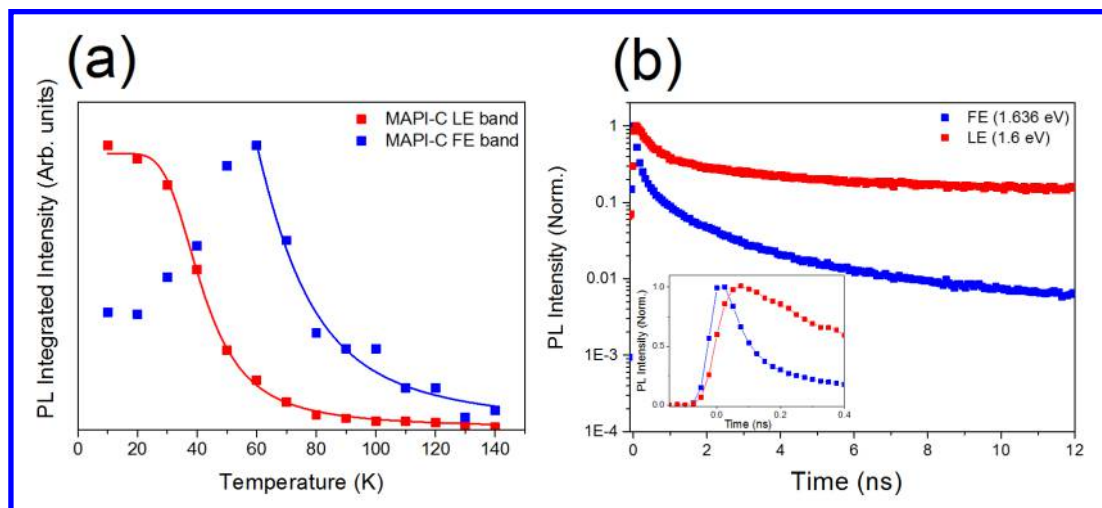 (a)
PL Integrated Intensity (Arb. units)
MAPI-C LE band
MAPI-C FE band
0 20 40 60 80 100 120 140
Temperature (K)
(b)
PL Intensity (Norm.)
1
0.1
0.01
1E-3
1E-4
FE (1.636 eV)
LE (1.6 eV)
PL Intensity (Norm.)
1.0
0.5
0.0
0.0 0.2 0.4
Time (ns)
0 2 4 6 8 10 12
Time (ns)